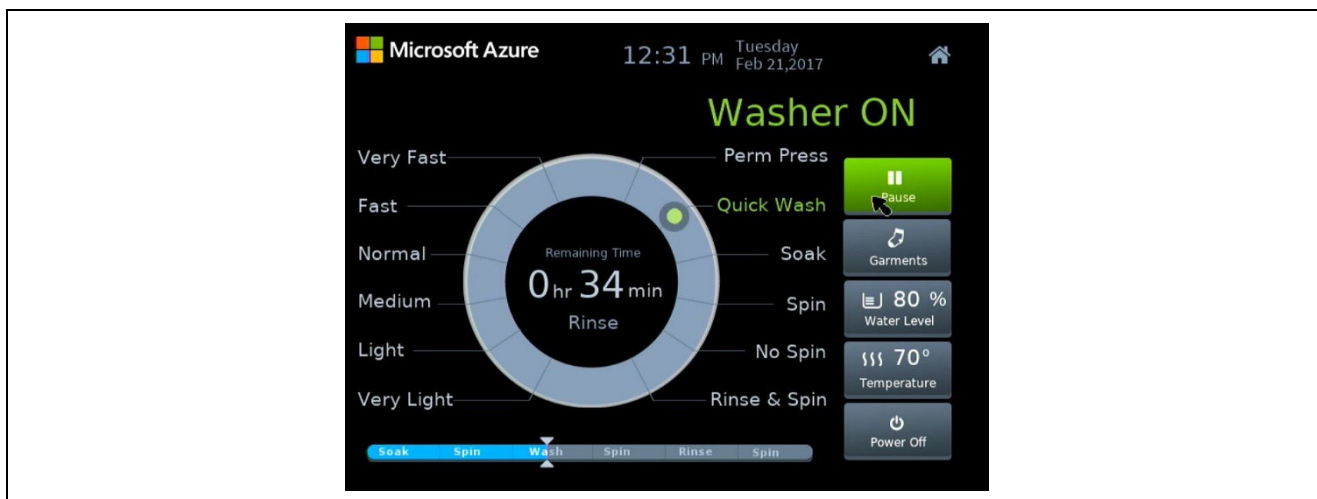 Microsoft Azure
12:31 PM
Tuesday
Feb 21,2017
Washer ON
Very Fast
Fast
Normal
Medium
Light
Very Light
Remaining Time
0 hr 34 min
Rinse
Perm Press
Quick Wash
Soak
Spin
No Spin
Rinse & Spin
Pause
Garments
80 %
Water Level
70°
Temperature
Power Off
Soak Spin Wash Spin Rinse Spin